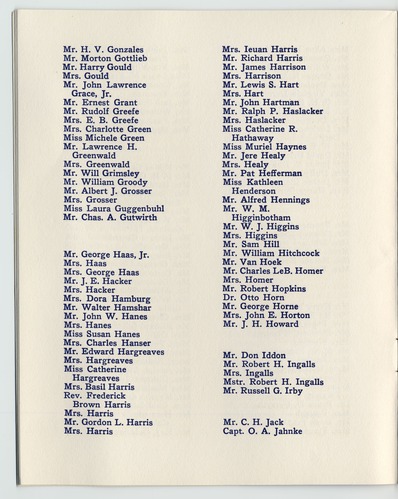 Mr. H. V. Gonzales
Mr. Morton Gottlieb
Mr. Harry Gould
Mrs. Gould
Mr. John Lawrence
Grace, Jr.
Mr. Ernest Grant
Mr. Rudolf Greefe
Mrs. E. B. Greefe
Mrs. Charlotte Green
Miss Michele Green
Mr. Lawrence H.
Greenwald
Mrs. Greenwald
Mr. Will Grimsley
Mr. William Groody
Mr. Albert J. Grosser
Mrs. Grosser
Miss Laura Guggenbuhl
Mr. Chas. A. Gutwirth
Mr. George Haas, Jr.
Mrs. Haas
Mrs. George Haas
Mr. J. E. Hacker
Mrs. Hacker
Mrs. Dora Hamburg
Mr. Walter Hamshar
Mr. John W. Hanes
Mrs. Hanes
Miss Susan Hanes
Mrs. Charles Hanser
Mr. Edward Hargreaves
Mrs. Hargreaves
Miss Catherine
Hargreaves
Mrs. Basil Harris
Rev. Frederick
Brown Harris
Mrs. Harris
Mr. Gordon L. Harris
Mrs. Harris
Mrs. Ieuan Harris
Mr. Richard Harris
Mr. James Harrison
Mrs. Harrison
Mr. Lewis S. Hart
Mrs. Hart
Mr. John Hartman
Mr. Ralph P. Haslacker
Mrs. Haslacker
Miss Catherine R.
Hathaway
Miss Muriel Haynes
Mr. Jere Healy
Mrs. Healy
Mr. Pat Hefferman
Miss Kathleen
Henderson
Mr. Alfred Hennings
Mr. W. M.
Higginbotham
Mr. W. J. Higgins
Mrs. Higgins
Mr. Sam Hill
Mr. William Hitchcock
Mr. Van Hoek
Mr. Charles LeB. Homer
Mrs. Homer
Mr. Robert Hopkins
Dr. Otto Horn
Mr. George Horne
Mrs. John E. Horton
Mr. J. H. Howard
Mr. Don Iddon
Mr. Robert H. Ingalls
Mrs. Ingalls
Mstr. Robert H. Ingalls
Mr. Russell G. Irby
Mr. C. H. Jack
Capt. O. A. Jahnke